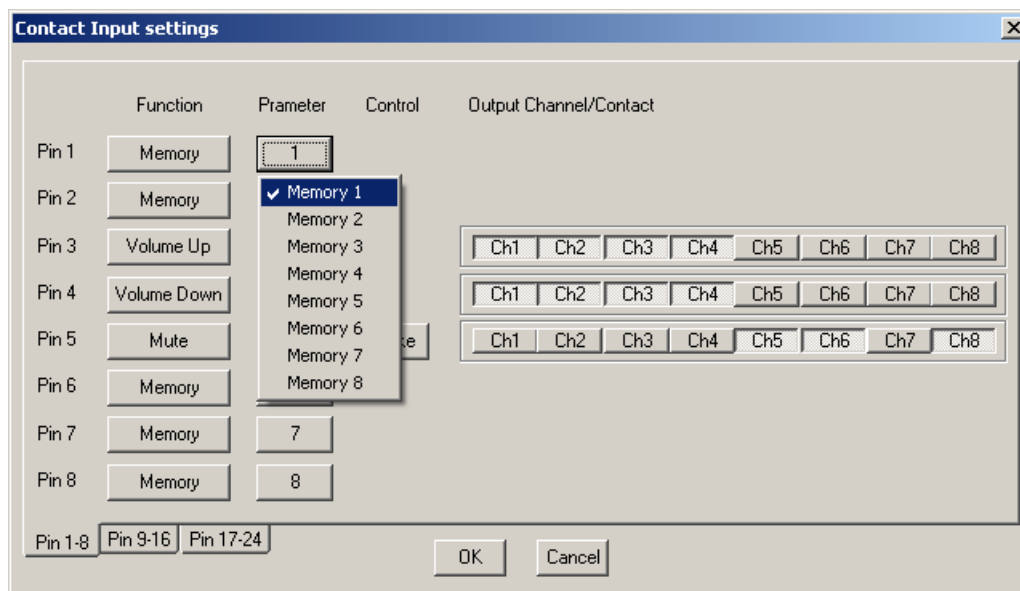 Contact Input settings
Function Prameter Control Output Channel/Contact
Pin 1 Memory 1
Pin 2 Memory
Memory 1
Memory 2
Memory 3
Memory 4
Memory 5
Memory 6
Memory 7
Memory 8
Pin 3 Volume Up Ch1 Ch2 Ch3 Ch4 Ch5 Ch6 Ch7 Ch8
Pin 4 Volume Down Ch1 Ch2 Ch3 Ch4 Ch5 Ch6 Ch7 Ch8
Pin 5 Mute Ch1 Ch2 Ch3 Ch4 Ch5 Ch6 Ch7 Ch8
Pin 6 Memory
Pin 7 Memory 7
Pin 8 Memory 8
Pin 1-8 Pin 9-16 Pin 17-24
OK Cancel